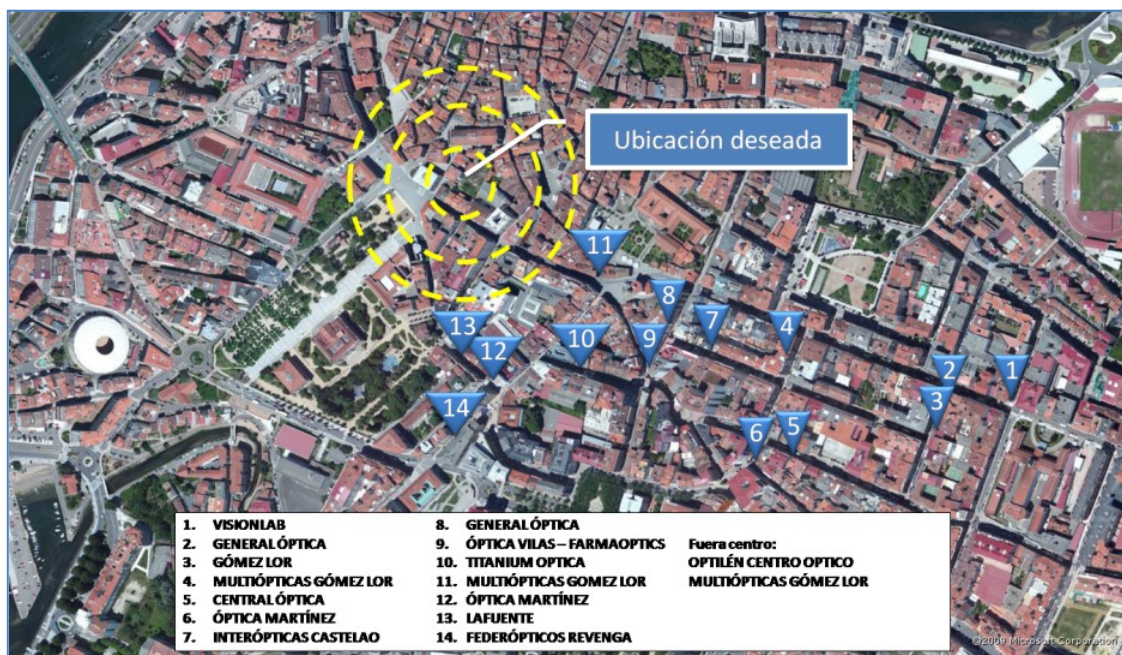 Ubicación deseada
11
8
13
7
4
10
9
12
2
1
14
3
6
5
1. VISIONLAB
2. GENERAL ÓPTICA
3. GÓMEZ LOR
4. MULTIÓPTICAS GÓMEZ LOR
5. CENTRAL ÓPTICA
6. ÓPTICA MARTÍNEZ
7. INTERÓPTICAS CASTELAO
8. GENERAL ÓPTICA
9. ÓPTICA VILAS – FARMAOPTICS
10. TITANIUM OPTICA
11. MULTIÓPTICAS GOMEZ LOR
12. ÓPTICA MARTÍNEZ
13. LAFUENTE
14. FEDERÓPTICOS REVENGA
Fuera centro:
OPTILÉN CENTRO OPTICO
MULTIÓPTICAS GÓMEZ LOR
©2009 Microsoft Corporation